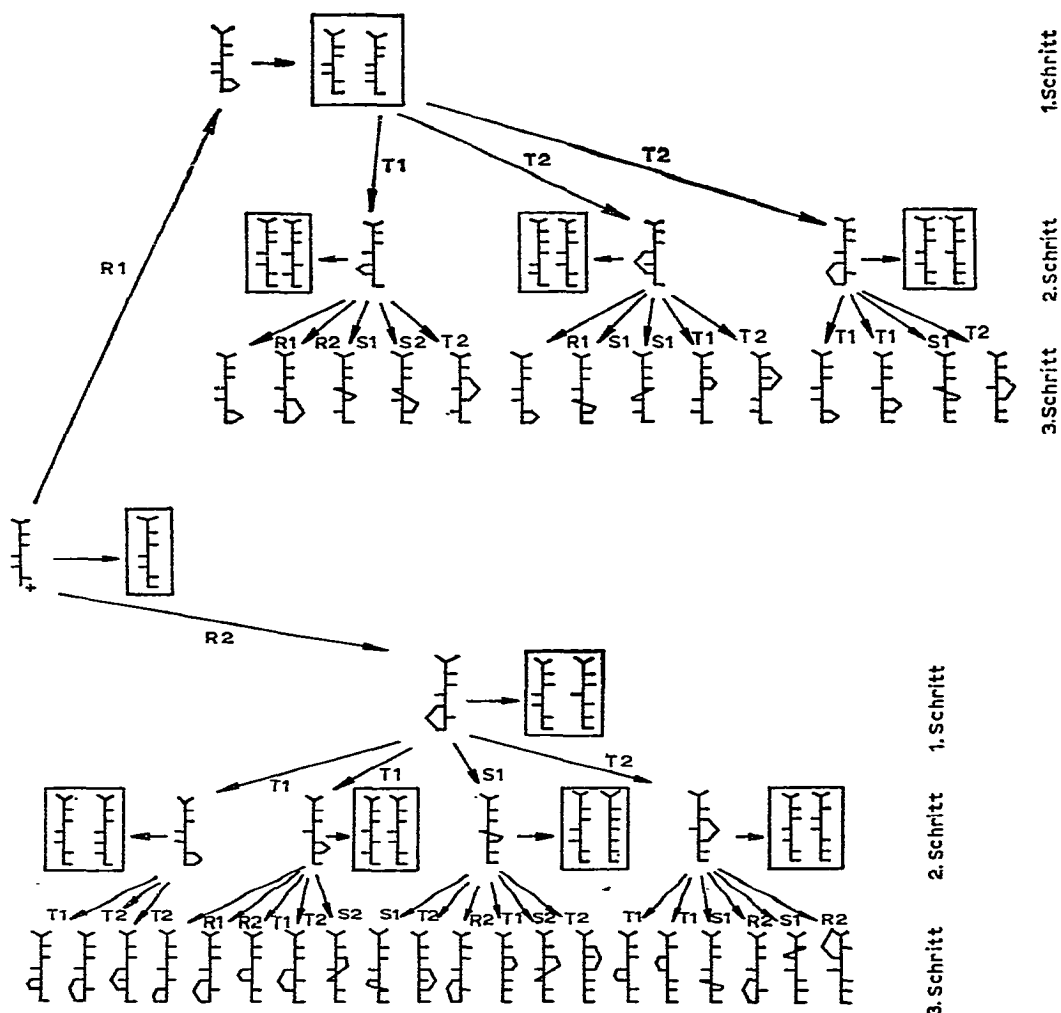 1.Schritt
T1
T2
T2
R1
2.Schritt
R1 R2 S1 S2 T2
R1 S1 S1 T1 T2
T1 T1 S1 T2
3.Schritt
+
R2
1.Schritt
T1
T1
S1
T2
2.Schritt
T1 T2 T2
R1 R2 T1 T2 S2
S1 T2 R2 T1 S2 T2
T1 T1 S1 R2 S1 R2
3.Schritt